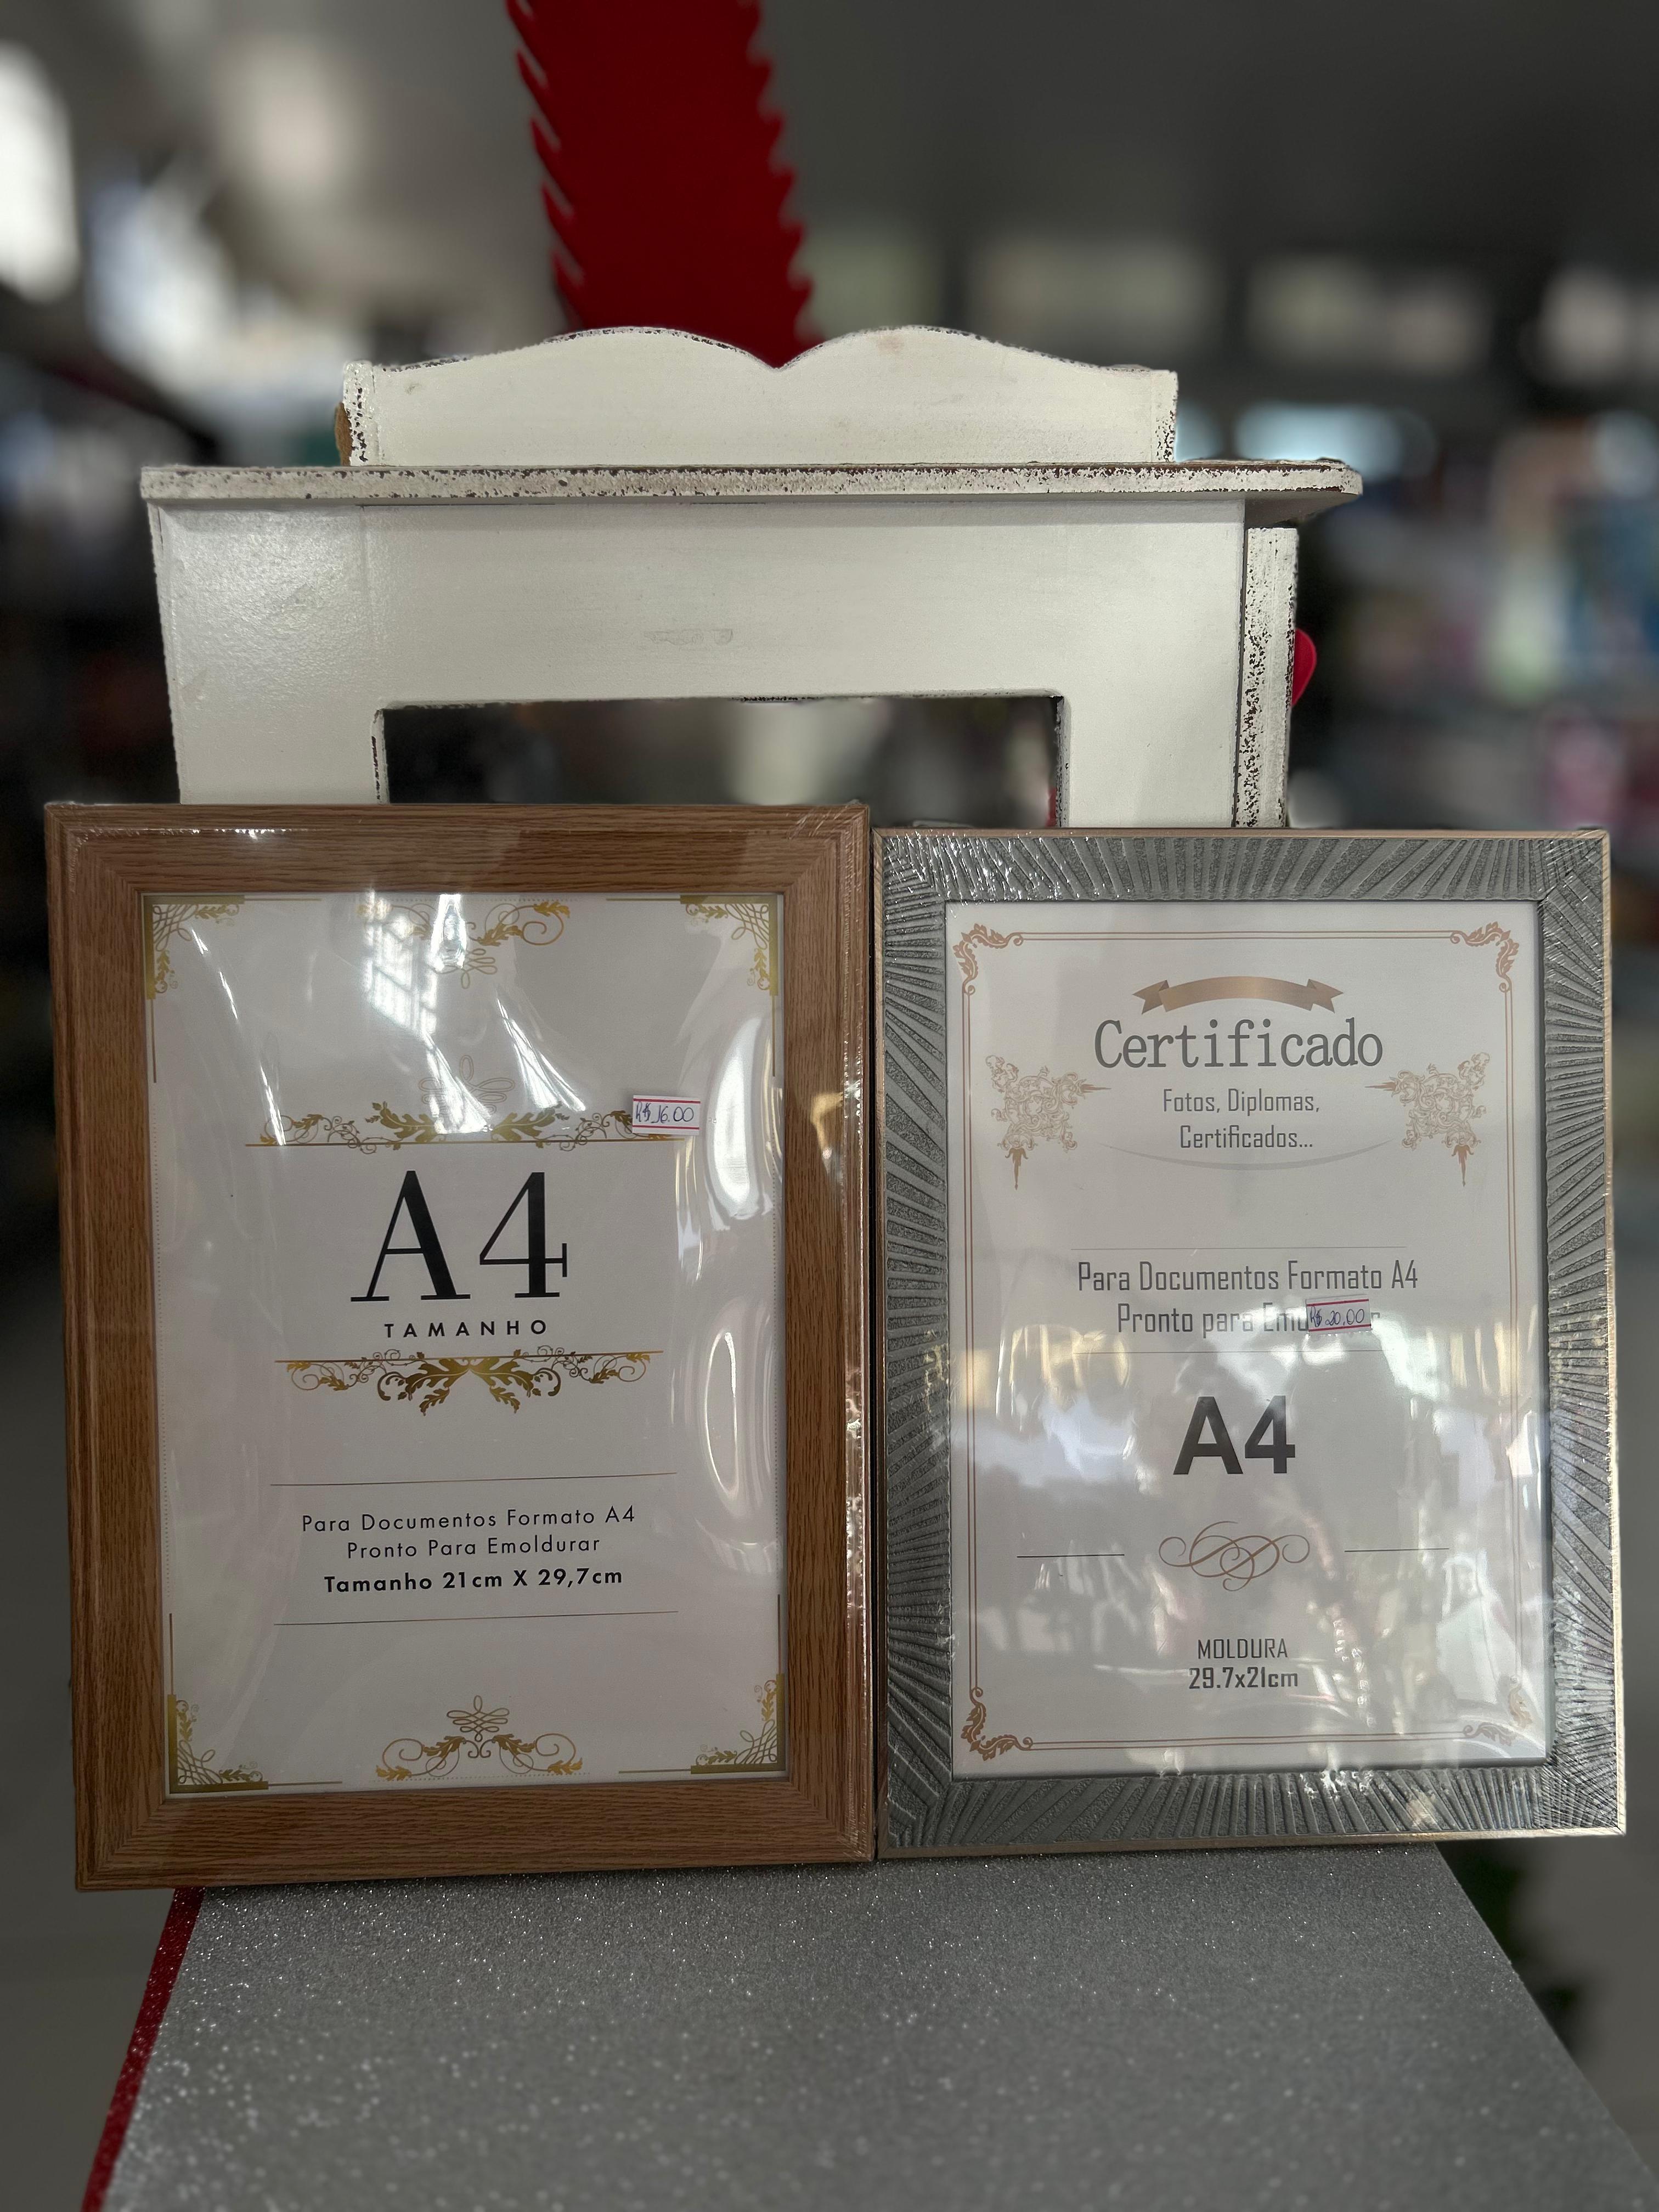 R$ 16.00
A4
TAMANHO
Para Documentos Formato A4
Pronto Para Emoldurar
Tamanho 21cm X 29,7cm
Certificado
Fotos, Diplomas,
Certificados...
Para Documentos Formato A4
Pronto para
R$ 20,00
A4
MOLDURA
29.7x21cm